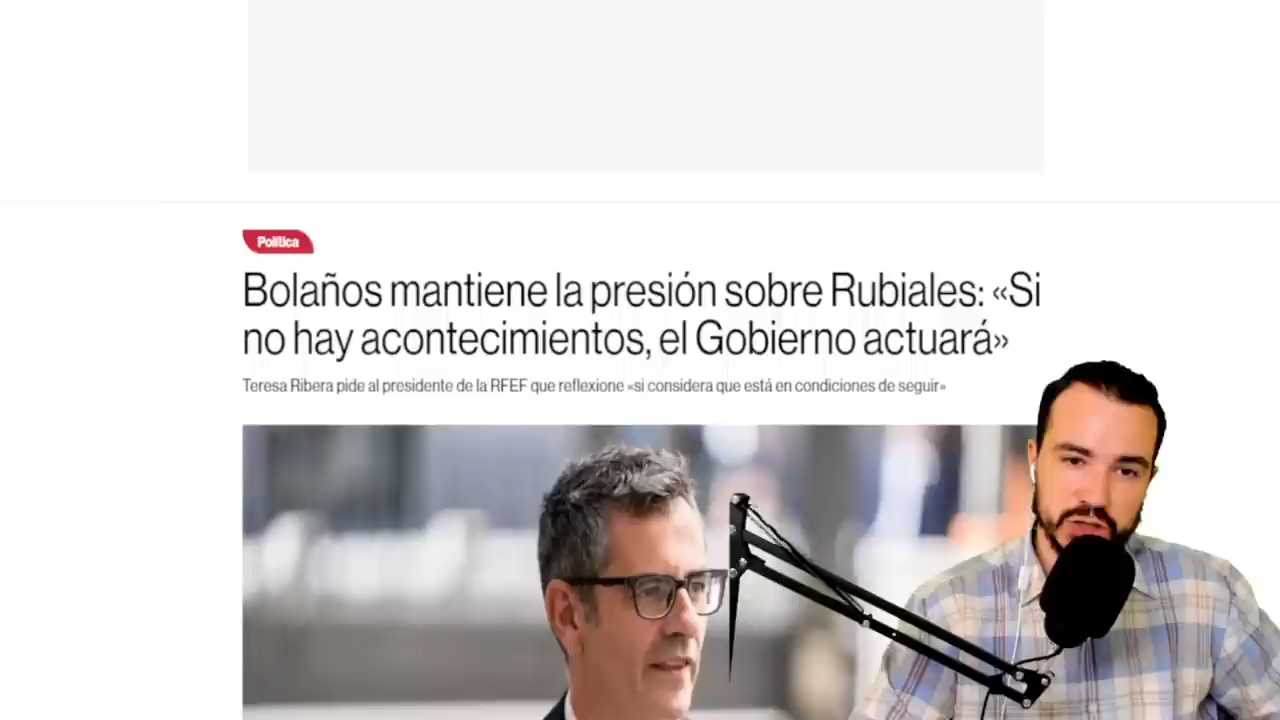 Política
Bolaños mantiene la presión sobre Rubiales: «Si
no hay acontecimientos, el Gobierno actuará»
Teresa Ribera pide al presidente de la RFEF que reflexione «si considera que está en condiciones de seguir»